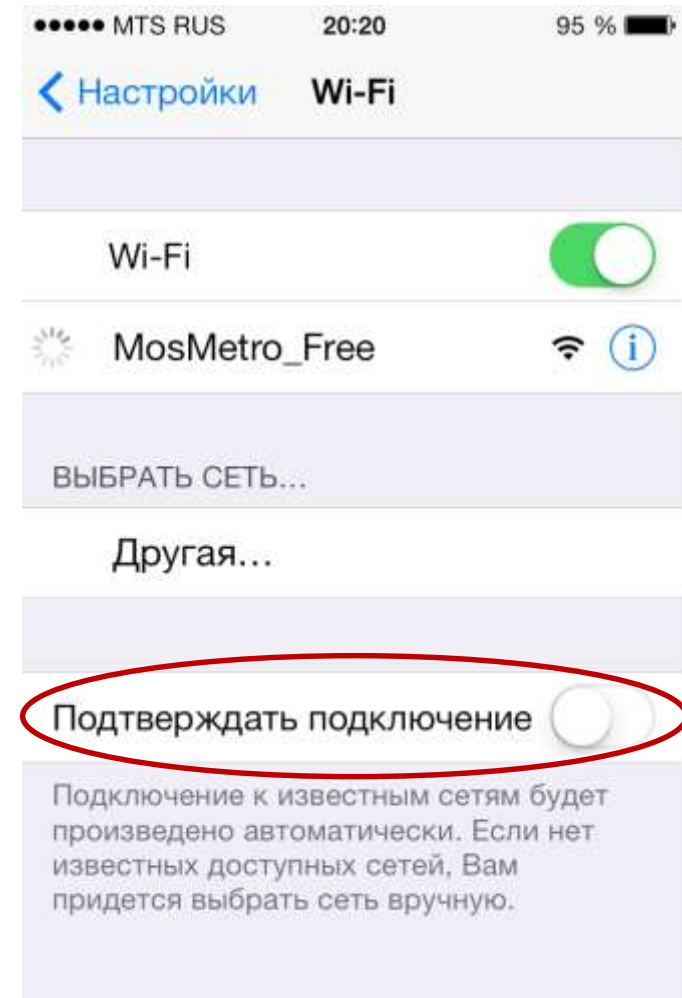 MTS RUS 20:20 95 %
Настройки Wi-Fi
Wi-Fi
MosMetro_Free i
ВЫБРАТЬ СЕТЬ...
Другая...
Подтверждать подключение
Подключение к известным сетям будет
произведено автоматически. Если нет
известных доступных сетей, Вам
придется выбрать сеть вручную.